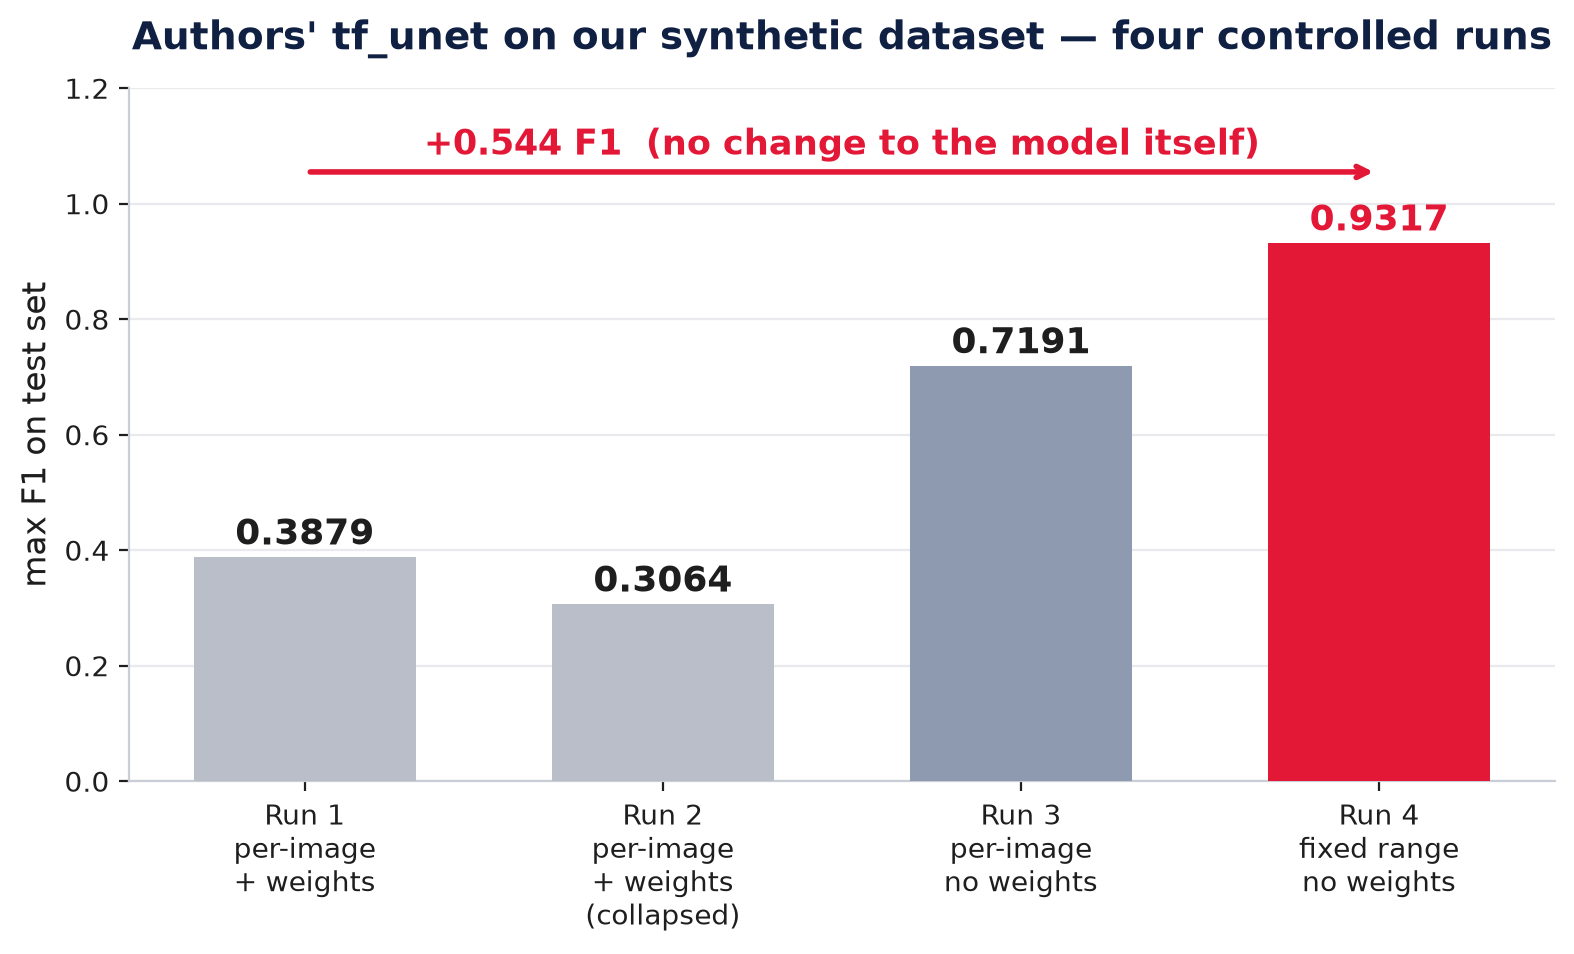 Authors' tf_unet on our synthetic dataset — four controlled runs
+0.544 F1 (no change to the model itself)
max F1 on test set
1.2
1.0
0.8
0.6
0.4
0.2
0.0
0.3879
0.3064
0.7191
0.9317
Run 1
per-image
+ weights
Run 2
per-image
+ weights
(collapsed)
Run 3
per-image
no weights
Run 4
fixed range
no weights